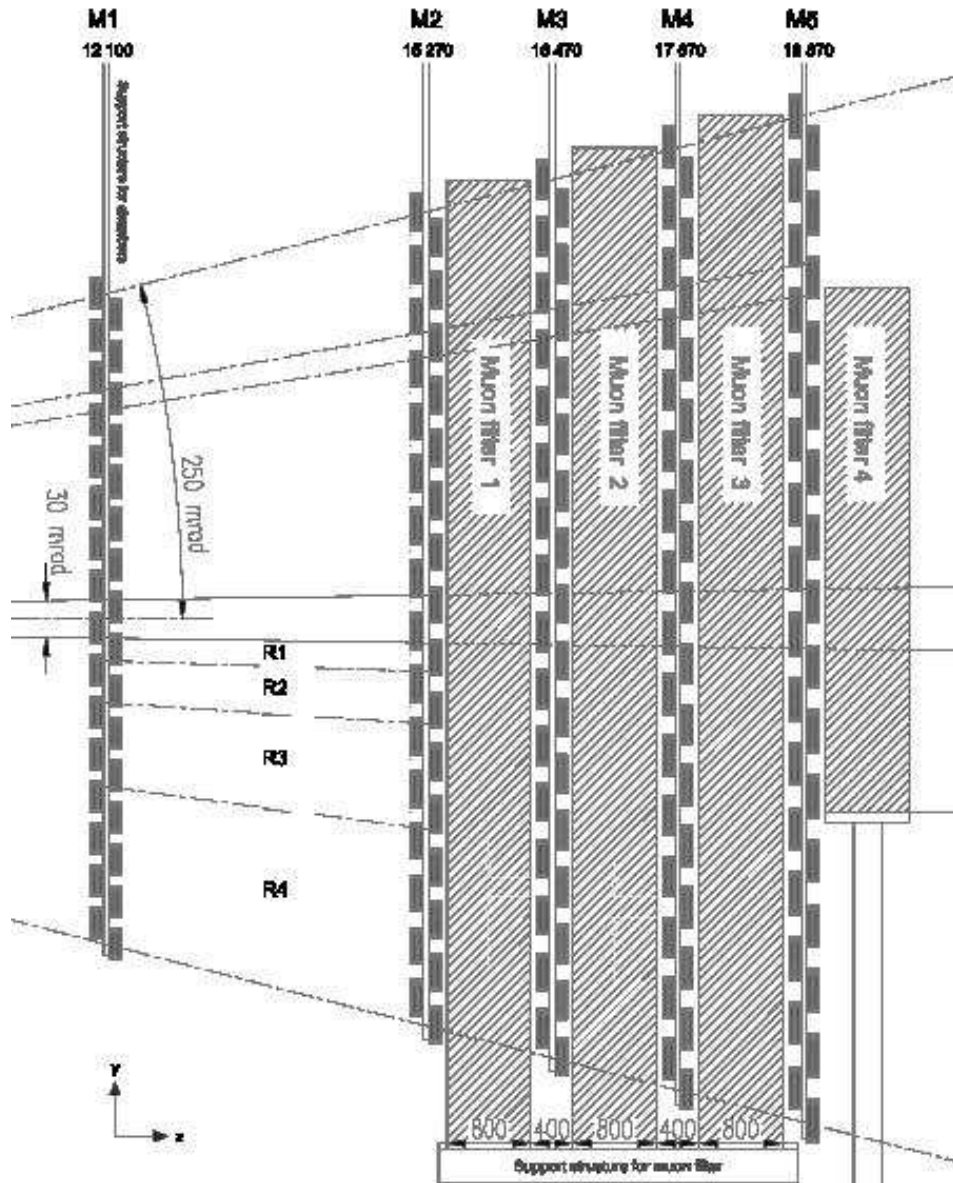 M1 M2 M3 M4 M5
12 100 15 270 16 470 17 670 18 870
Support structure for detectors
250 mrad
30 mrad
Muon filter 1
Muon filter 2
Muon filter 3
Muon filter 4
R1
R2
R3
R4
y
z
800 400 800 400 800
Support structure for muon filter